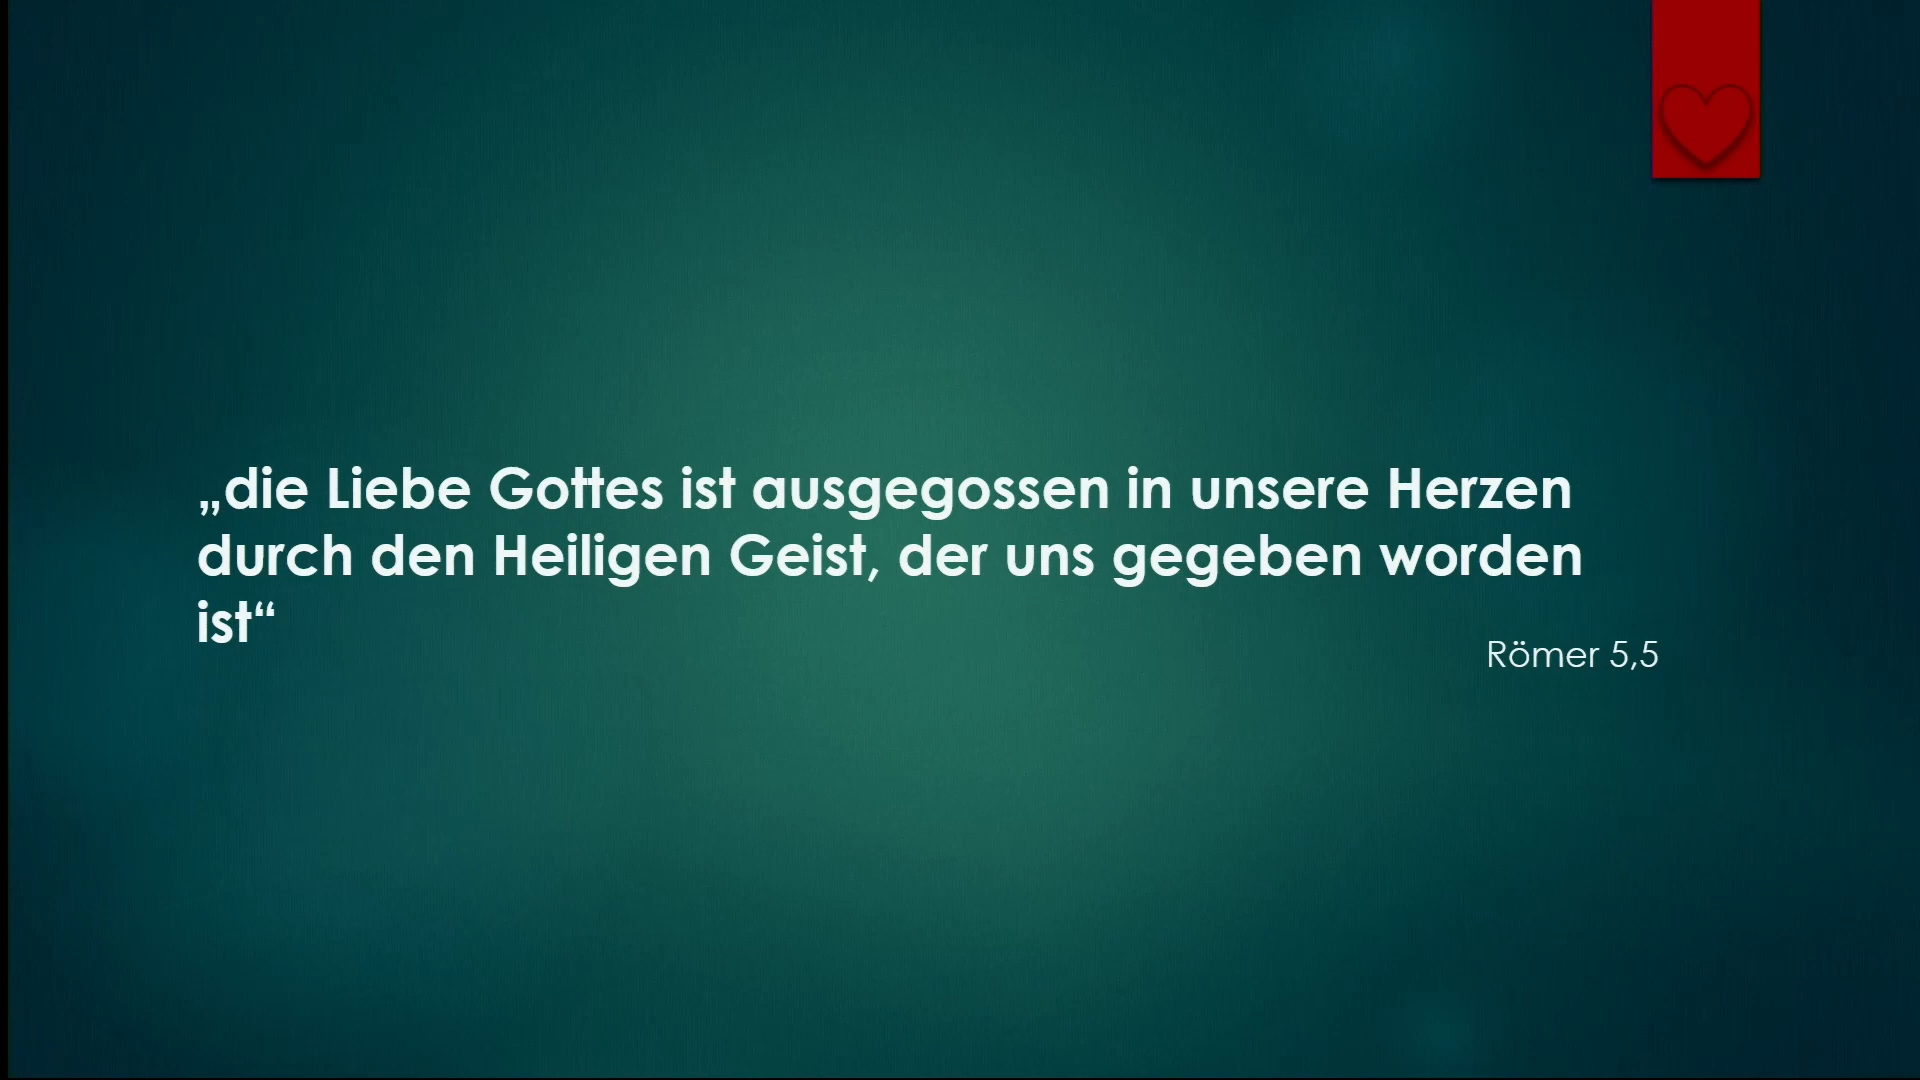 „die Liebe Gottes ist ausgegossen in unsere Herzen
durch den Heiligen Geist, der uns gegeben worden
ist“
Römer 5,5